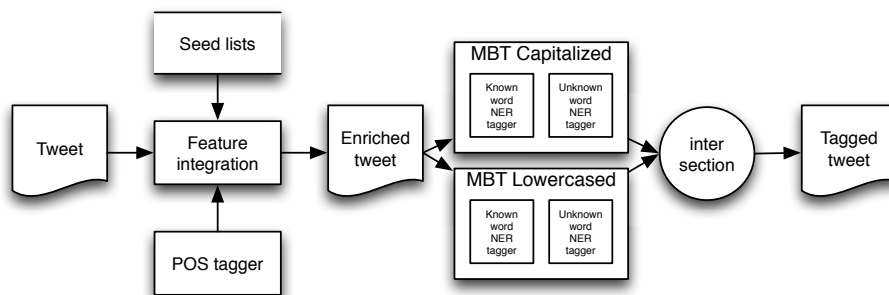 Seed lists
Tweet
Feature
integration
POS tagger
Enriched
tweet
MBT Capitalized
Known
word
NER
tagger
Unknown
word
NER
tagger
MBT Lowercased
Known
word
NER
tagger
Unknown
word
NER
tagger
inter
section
Tagged
tweet